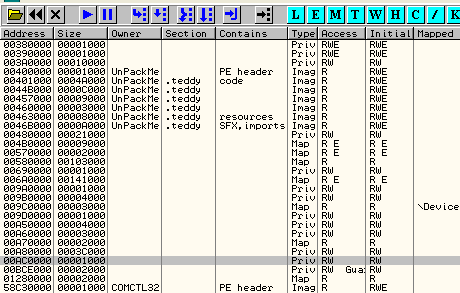 L E M T W H C / K
Address Size Owner Section Contains Type Access Initial Mapped
00380000 00001000 Priv RWE RWE
00390000 00001000 Priv RWE RWE
003A0000 00010000 Priv RW RW
00400000 00001000 UnPackMe PE header Imag R RWE
00401000 0004A000 UnPackMe .teddy code Imag R RWE
0044B000 0000C000 UnPackMe .teddy Imag R RWE
00457000 00009000 UnPackMe .teddy Imag R RWE
00460000 00003000 UnPackMe .teddy Imag R RWE
00463000 00008000 UnPackMe .teddy resources Imag R RWE
0046B000 0000A000 UnPackMe .teddy SFX,imports Imag R RWE
00480000 00021000 Priv RW RW
004B0000 00009000 Map R E R E
00570000 00002000 Map R E R E
00580000 00103000 Map R R
00690000 00001000 Priv RW RW
006A0000 00141000 Map R E R E
009A0000 00001000 Priv RW RW
009B0000 00004000 Priv RW RW
009C0000 00003000 Map R R \Device
009D0000 00001000 Priv RW RW
00A50000 00004000 Priv RW RW
00A60000 00003000 Priv RW RW
00A70000 00002000 Map R R
00A80000 0003C000 Priv RW RW
00AC0000 00001000 Priv RW RW
00BCE000 00002000 Priv RW Gua RW
01280000 00002000 Map R R
58C30000 00001000 COMCTL32 PE header Imag R RWE